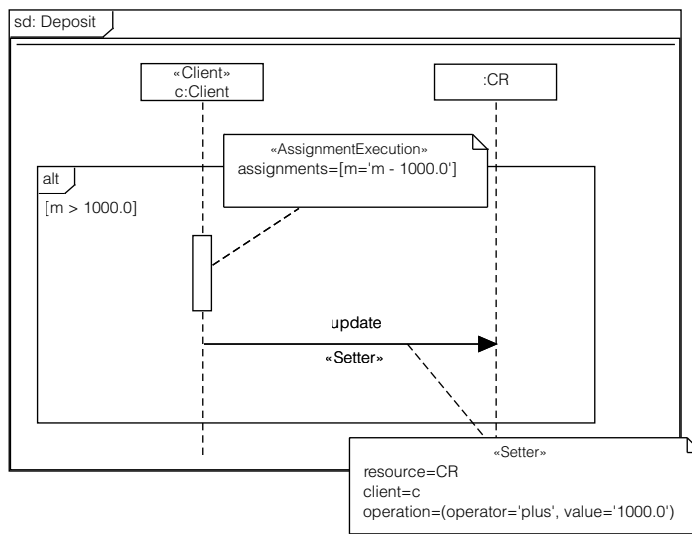 sd: Deposit
«Client»
c:Client
:CR
«AssignmentExecution»
assignments=[m='m - 1000.0']
alt
[m > 1000.0]
update
«Setter»
«Setter»
resource=CR
client=c
operation=(operator='plus', value='1000.0')